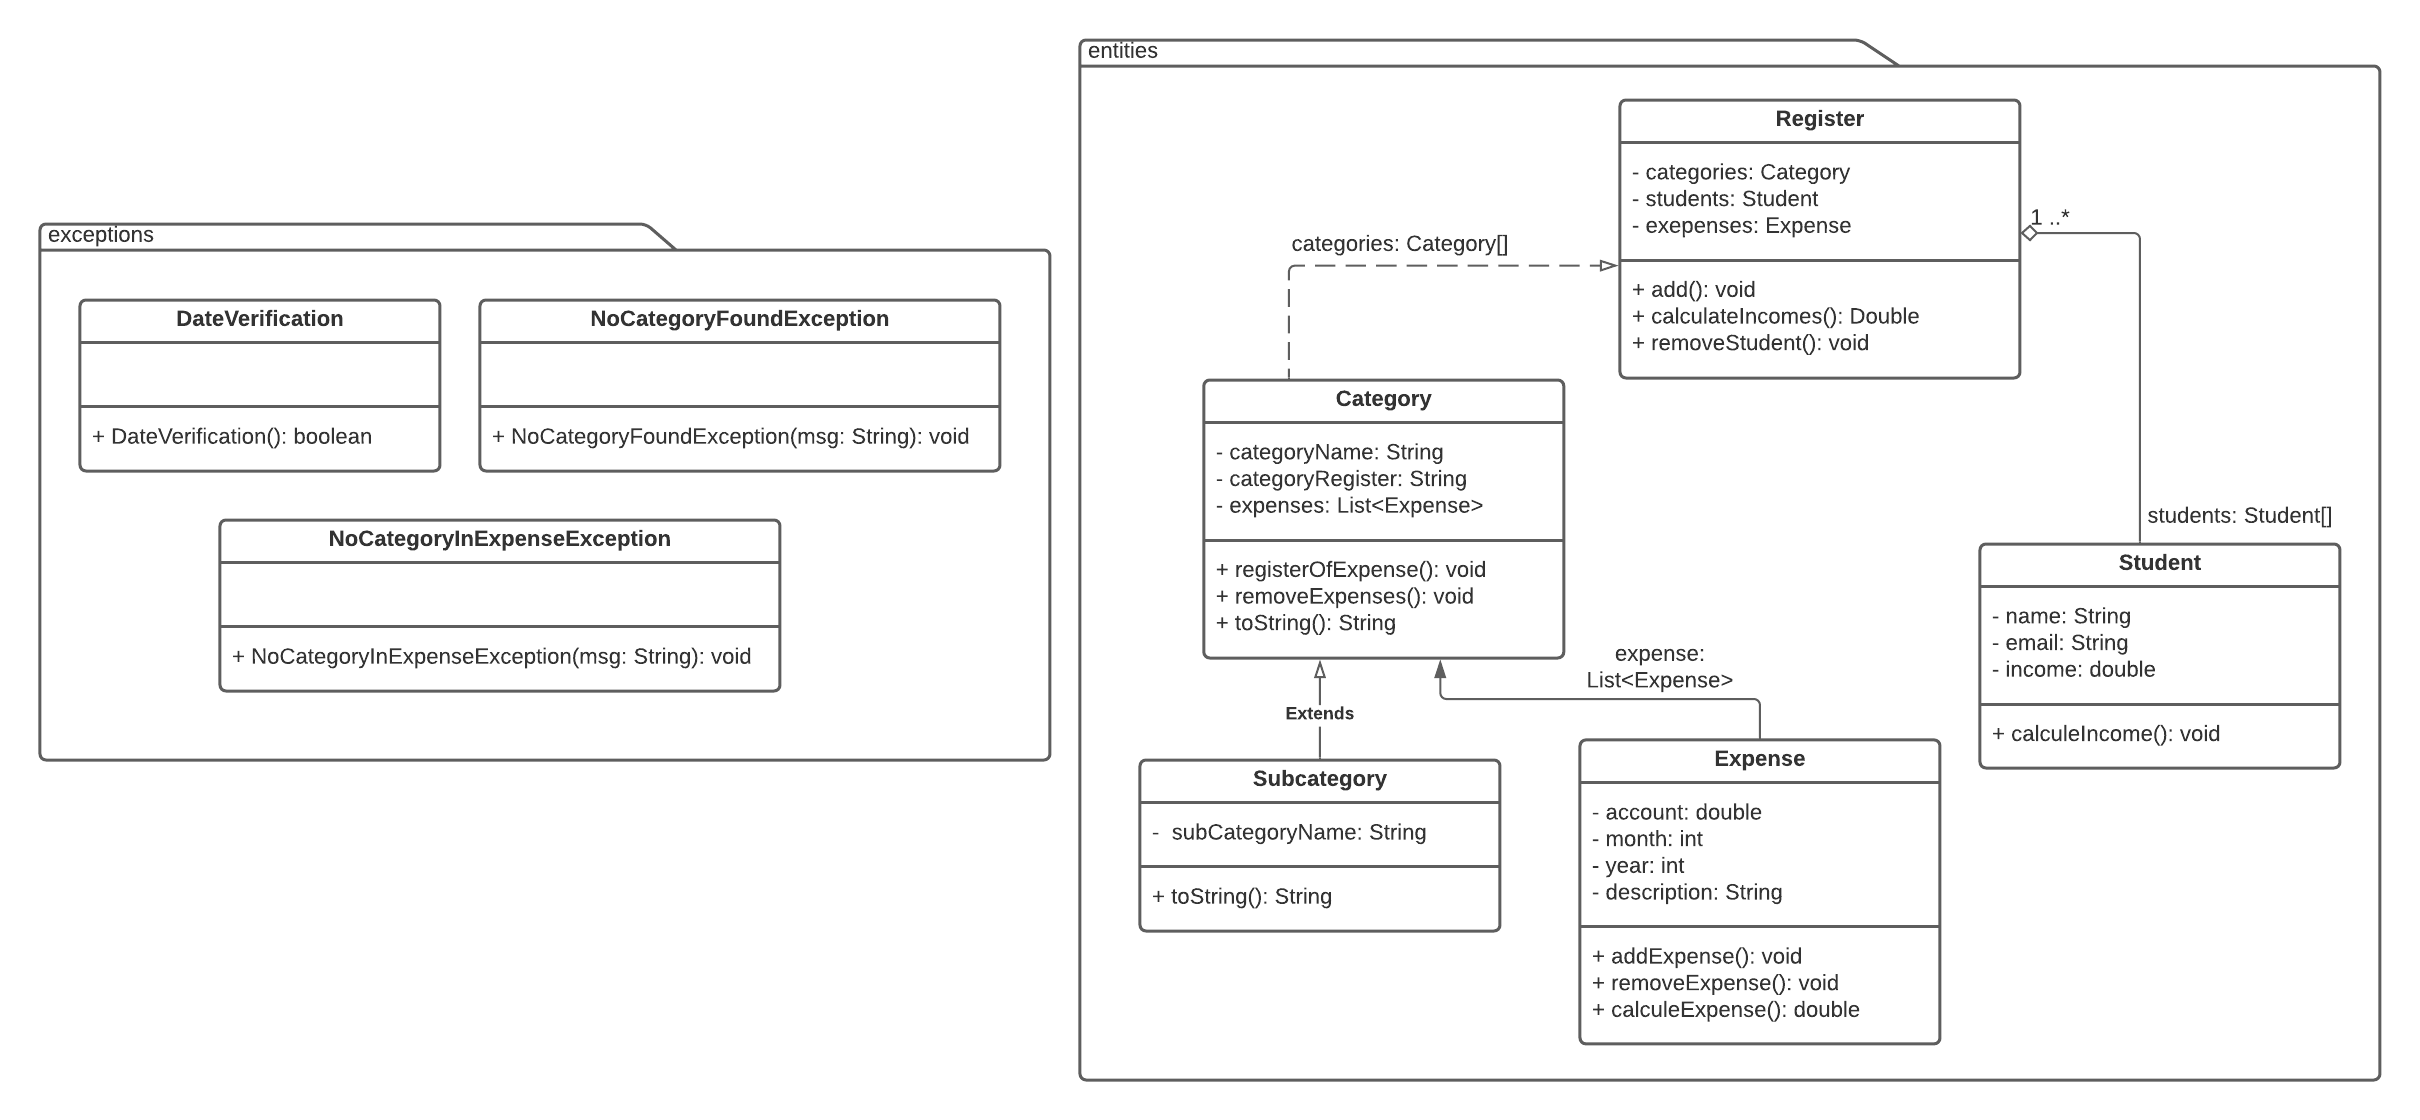 exceptions
DateVerification
+ DateVerification(): boolean
NoCategoryFoundException
+ NoCategoryFoundException(msg: String): void
NoCategoryInExpenseException
+ NoCategoryInExpenseException(msg: String): void
entities
Register
- categories: Category
- students: Student
- exepenses: Expense
+ add(): void
+ calculateIncomes(): Double
+ removeStudent(): void
1 ..*
categories: Category[]
Category
- categoryName: String
- categoryRegister: String
- expenses: List<Expense>
+ registerOfExpense(): void
+ removeExpenses(): void
+ toString(): String
students: Student[]
Student
- name: String
- email: String
- income: double
+ calculeIncome(): void
expense:
List<Expense>
Extends
Subcategory
- subCategoryName: String
+ toString(): String
Expense
- account: double
- month: int
- year: int
- description: String
+ addExpense(): void
+ removeExpense(): void
+ calculeExpense(): double